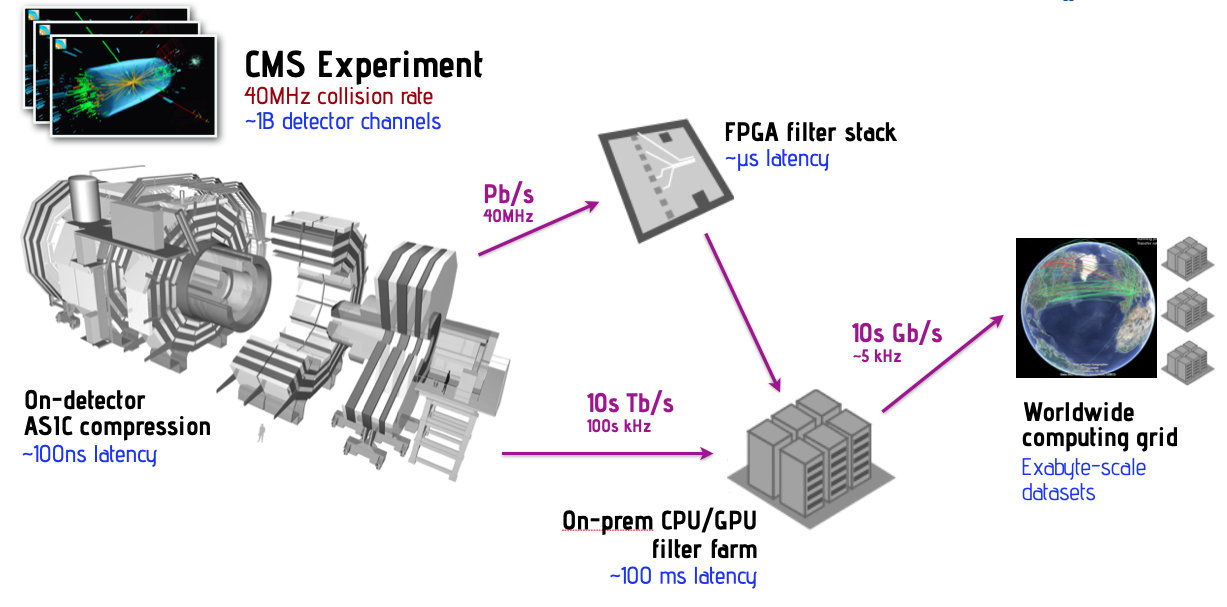 CMS Experiment
40MHz collision rate
~1B detector channels
FPGA filter stack
~µs latency
Pb/s
40MHz
10s Gb/s
~5 kHz
On-detector
ASIC compression
~100ns latency
10s Tb/s
100s kHz
Worldwide
computing grid
Exabyte-scale
datasets
On-prem CPU/GPU
filter farm
~100 ms latency